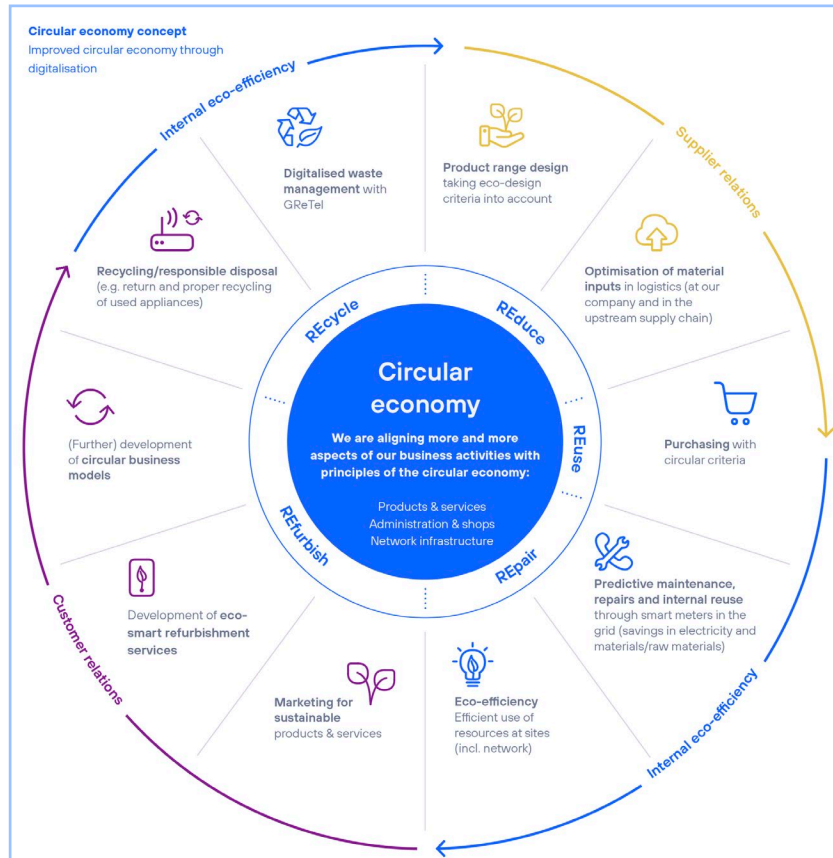 Circular economy concept
Improved circular economy through
digitalisation
Internal eco-efficiency
Supplier relations
Digitalised waste
management with
GReTel
Product range design
taking eco-design
criteria into account
Recycling/responsible disposal
(e.g. return and proper recycling
of used appliances)
Optimisation of material
inputs in logistics (at our
company and in the
upstream supply chain)
REcycle
REduce
Circular
economy
We are aligning more and more
aspects of our business activities with
principles of the circular economy:
Products & services
Administration & shops
Network infrastructure
REuse
REfurbish
REpair
(Further) development
of circular business
models
Purchasing with
circular criteria
Development of eco-
smart refurbishment
services
Predictive maintenance,
repairs and internal reuse
through smart meters in the
grid (savings in electricity and
materials/raw materials)
Marketing for
sustainable
products & services
Eco-efficiency
Efficient use of
resources at sites
(incl. network)
Customer relations
Internal eco-efficiency